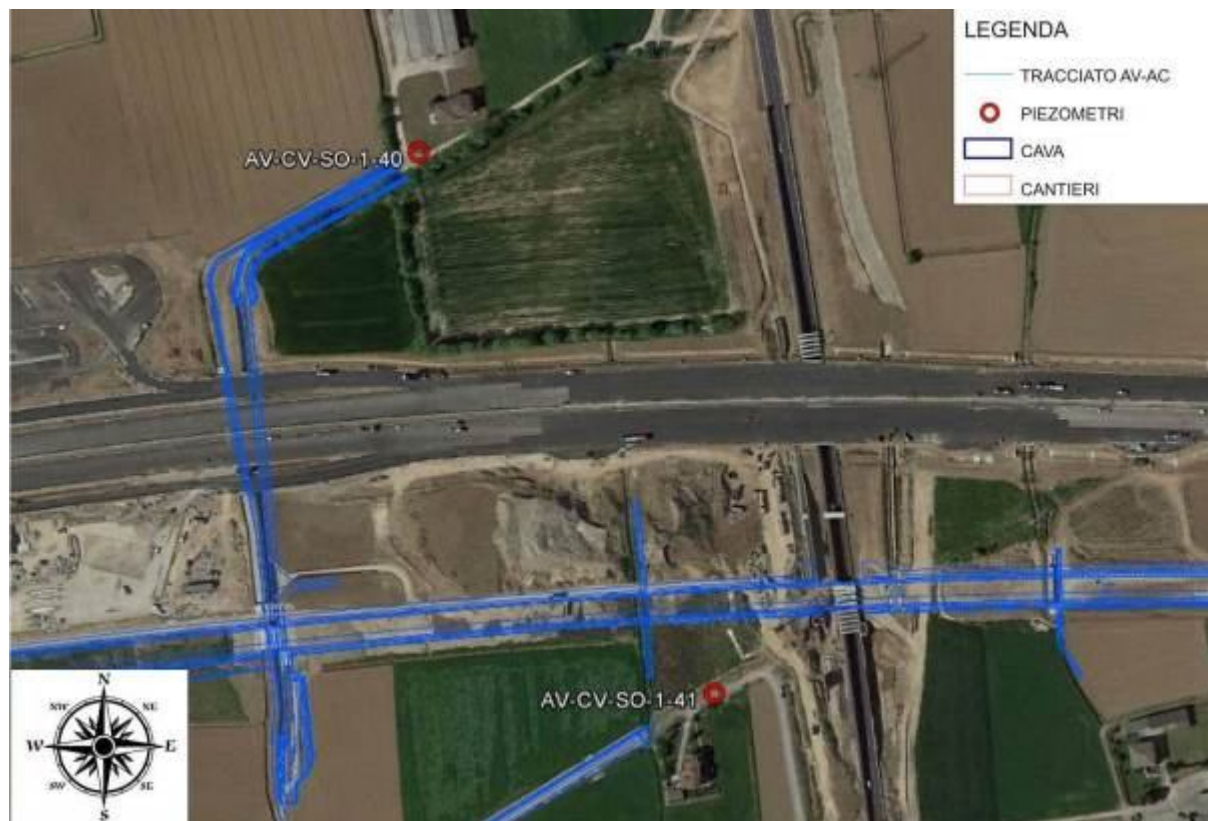 LEGENDA
TRACCIATO AV-AC
PIEZOMETRI
CAVA
CANTIERI
AV-CV-SO-1-40
AV-CV-SO-1-41
N
NW
NE
W
E
SW
SE
S